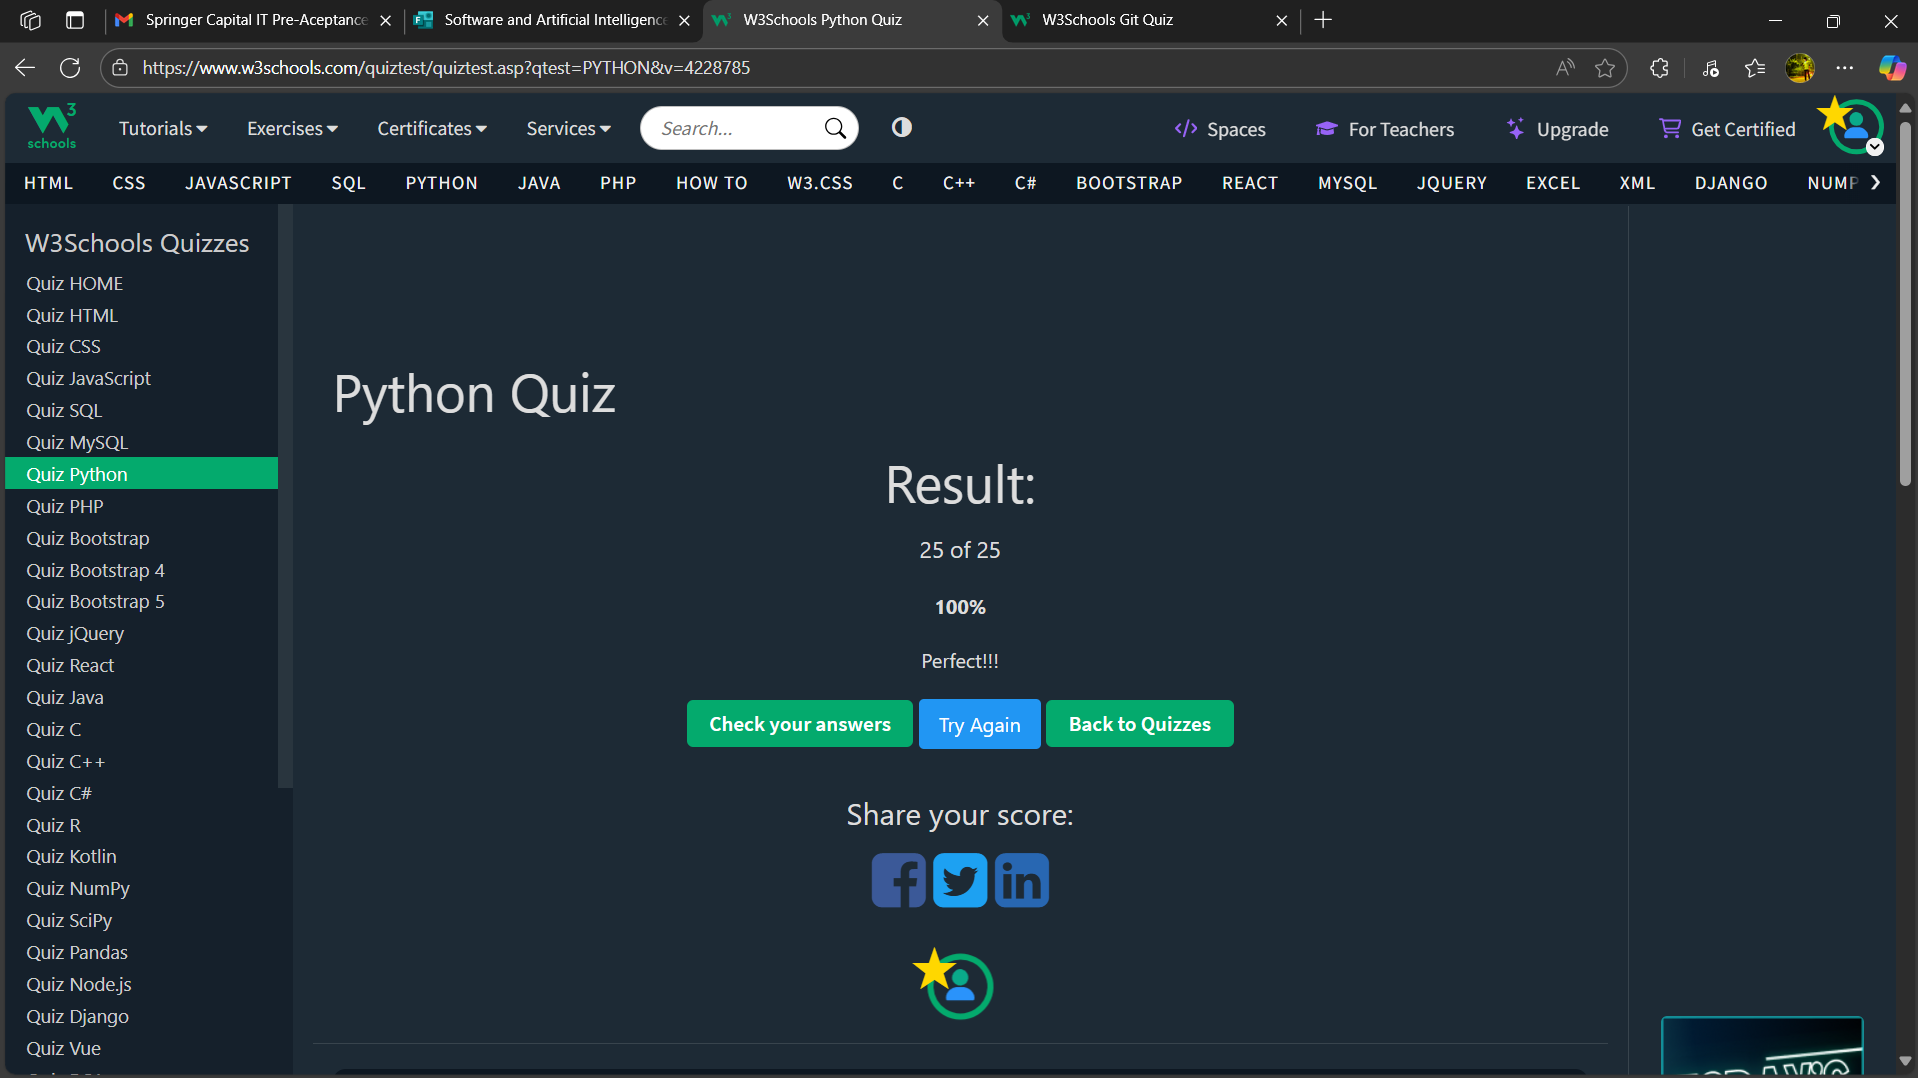 Springer Capital IT Pre-Aceptance
Software and Artificial Intelligence
W3Schools Python Quiz
W3Schools Git Quiz
https://www.w3schools.com/quiztest/quiztest.asp?qtest=PYTHON&v=4228785
W3 schools
Tutorials
Exercises
Certificates
Services
Search...
Spaces
For Teachers
Upgrade
Get Certified
HTML CSS JAVASCRIPT SQL PYTHON JAVA PHP HOW TO W3.CSS C C++ C# BOOTSTRAP REACT MYSQL JQUERY EXCEL XML DJANGO NUMP
W3Schools Quizzes
Quiz HOME
Quiz HTML
Quiz CSS
Quiz JavaScript
Quiz SQL
Quiz MySQL
Quiz Python
Quiz PHP
Quiz Bootstrap
Quiz Bootstrap 4
Quiz Bootstrap 5
Quiz jQuery
Quiz React
Quiz Java
Quiz C
Quiz C++
Quiz C#
Quiz R
Quiz Kotlin
Quiz NumPy
Quiz SciPy
Quiz Pandas
Quiz Node.js
Quiz Django
Quiz Vue
Python Quiz
Result:
25 of 25
100%
Perfect!!!
Check your answers
Try Again
Back to Quizzes
Share your score: